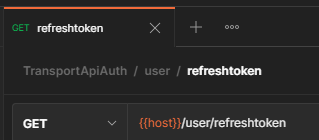 GET refreshtoken
TransportApiAuth / user / refreshtoken
GET {{host}}/user/refreshtoken